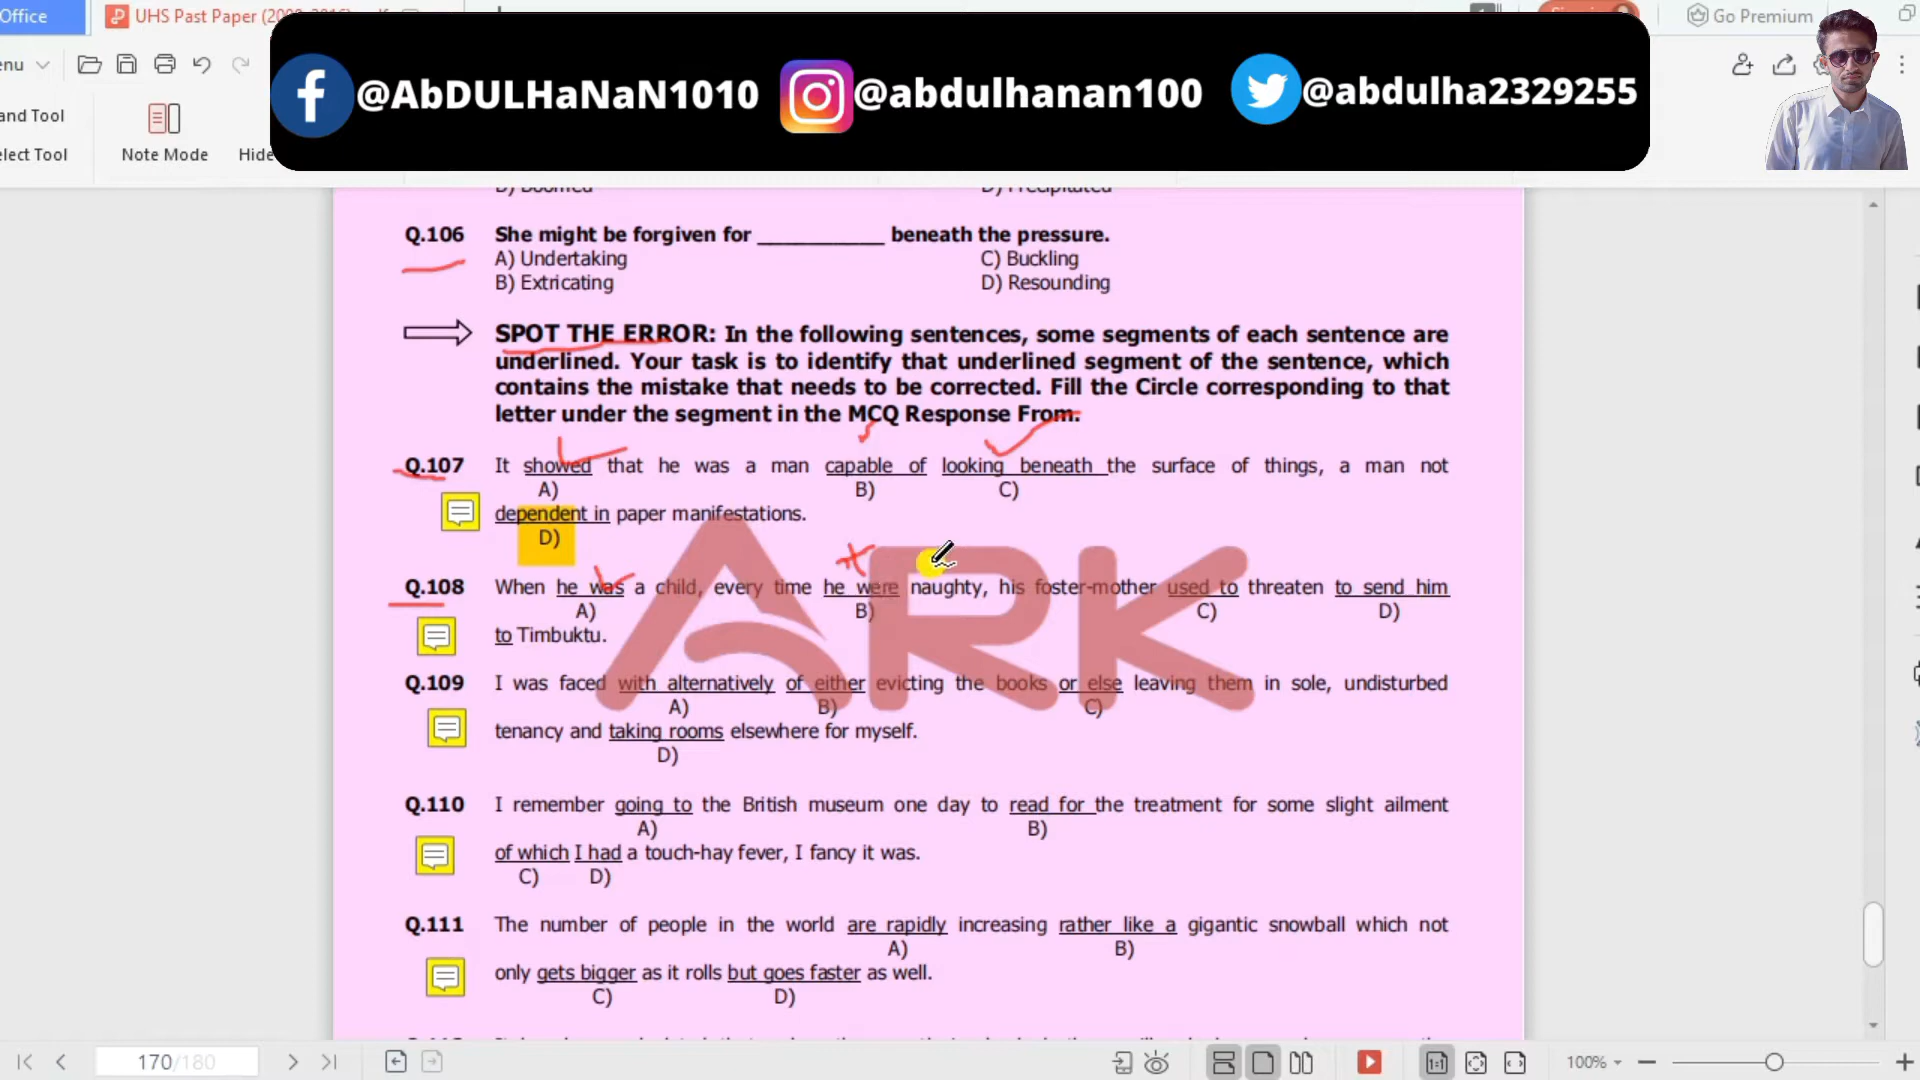 Office
UHS Past Paper (2008-2016)
Go Premium
enu
and Tool
elect Tool
Note Mode
Hide
@AbDULHaNaN1010
@abdulhanan100
@abdulha2329255
D) Boomed D) Precipitated
Q.106 She might be forgiven for ___________ beneath the pressure.
A) Undertaking C) Buckling
B) Extricating D) Resounding
SPOT THE ERROR: In the following sentences, some segments of each sentence are
underlined. Your task is to identify that underlined segment of the sentence, which
contains the mistake that needs to be corrected. Fill the Circle corresponding to that
letter under the segment in the MCQ Response From.
Q.107 It showed that he was a man capable of looking beneath the surface of things, a man not
A) B) C)
dependent in paper manifestations.
D)
Q.108 When he was a child, every time he were naughty, his foster-mother used to threaten to send him
A) B) C) D)
to Timbuktu.
Q.109 I was faced with alternatively of either evicting the books or else leaving them in sole, undisturbed
A) B) C)
tenancy and taking rooms elsewhere for myself.
D)
Q.110 I remember going to the British museum one day to read for the treatment for some slight ailment
A) B)
of which I had a touch-hay fever, I fancy it was.
C) D)
Q.111 The number of people in the world are rapidly increasing rather like a gigantic snowball which not
A) B)
only gets bigger as it rolls but goes faster as well.
C) D)
ARK
170/180
100%